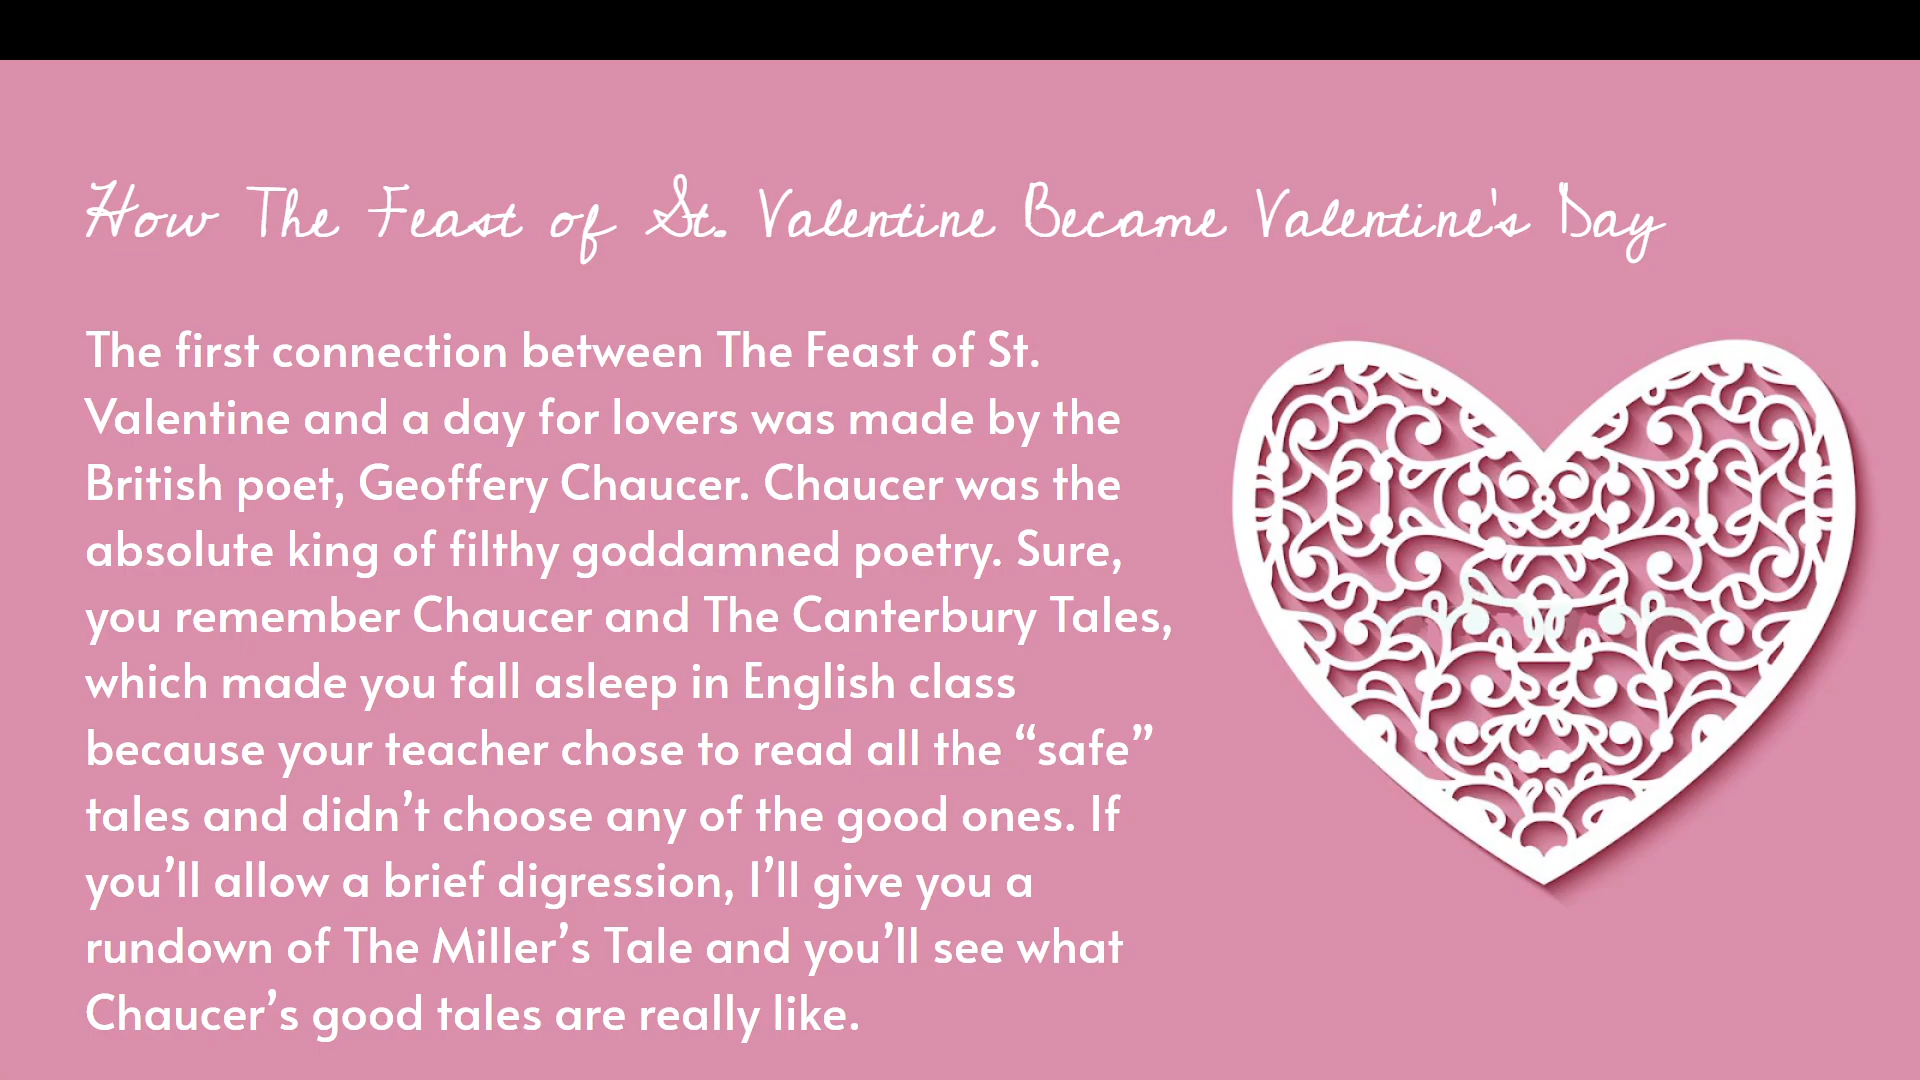 How The Feast of St. Valentine Became Valentine's Day
The first connection between The Feast of St.
Valentine and a day for lovers was made by the
British poet, Geoffery Chaucer. Chaucer was the
absolute king of filthy goddamned poetry. Sure,
you remember Chaucer and The Canterbury Tales,
which made you fall asleep in English class
because your teacher chose to read all the “safe”
tales and didn’t choose any of the good ones. If
you’ll allow a brief digression, I’ll give you a
rundown of The Miller’s Tale and you’ll see what
Chaucer’s good tales are really like.